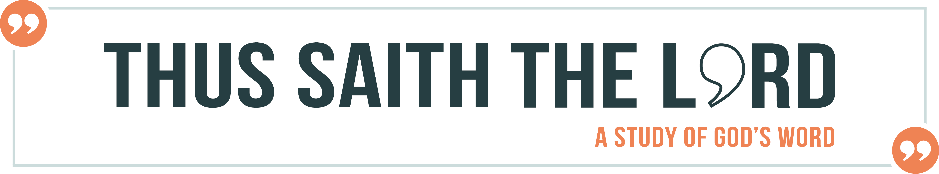 THUS SAITH THE LORD
A STUDY OF GOD'S WORD